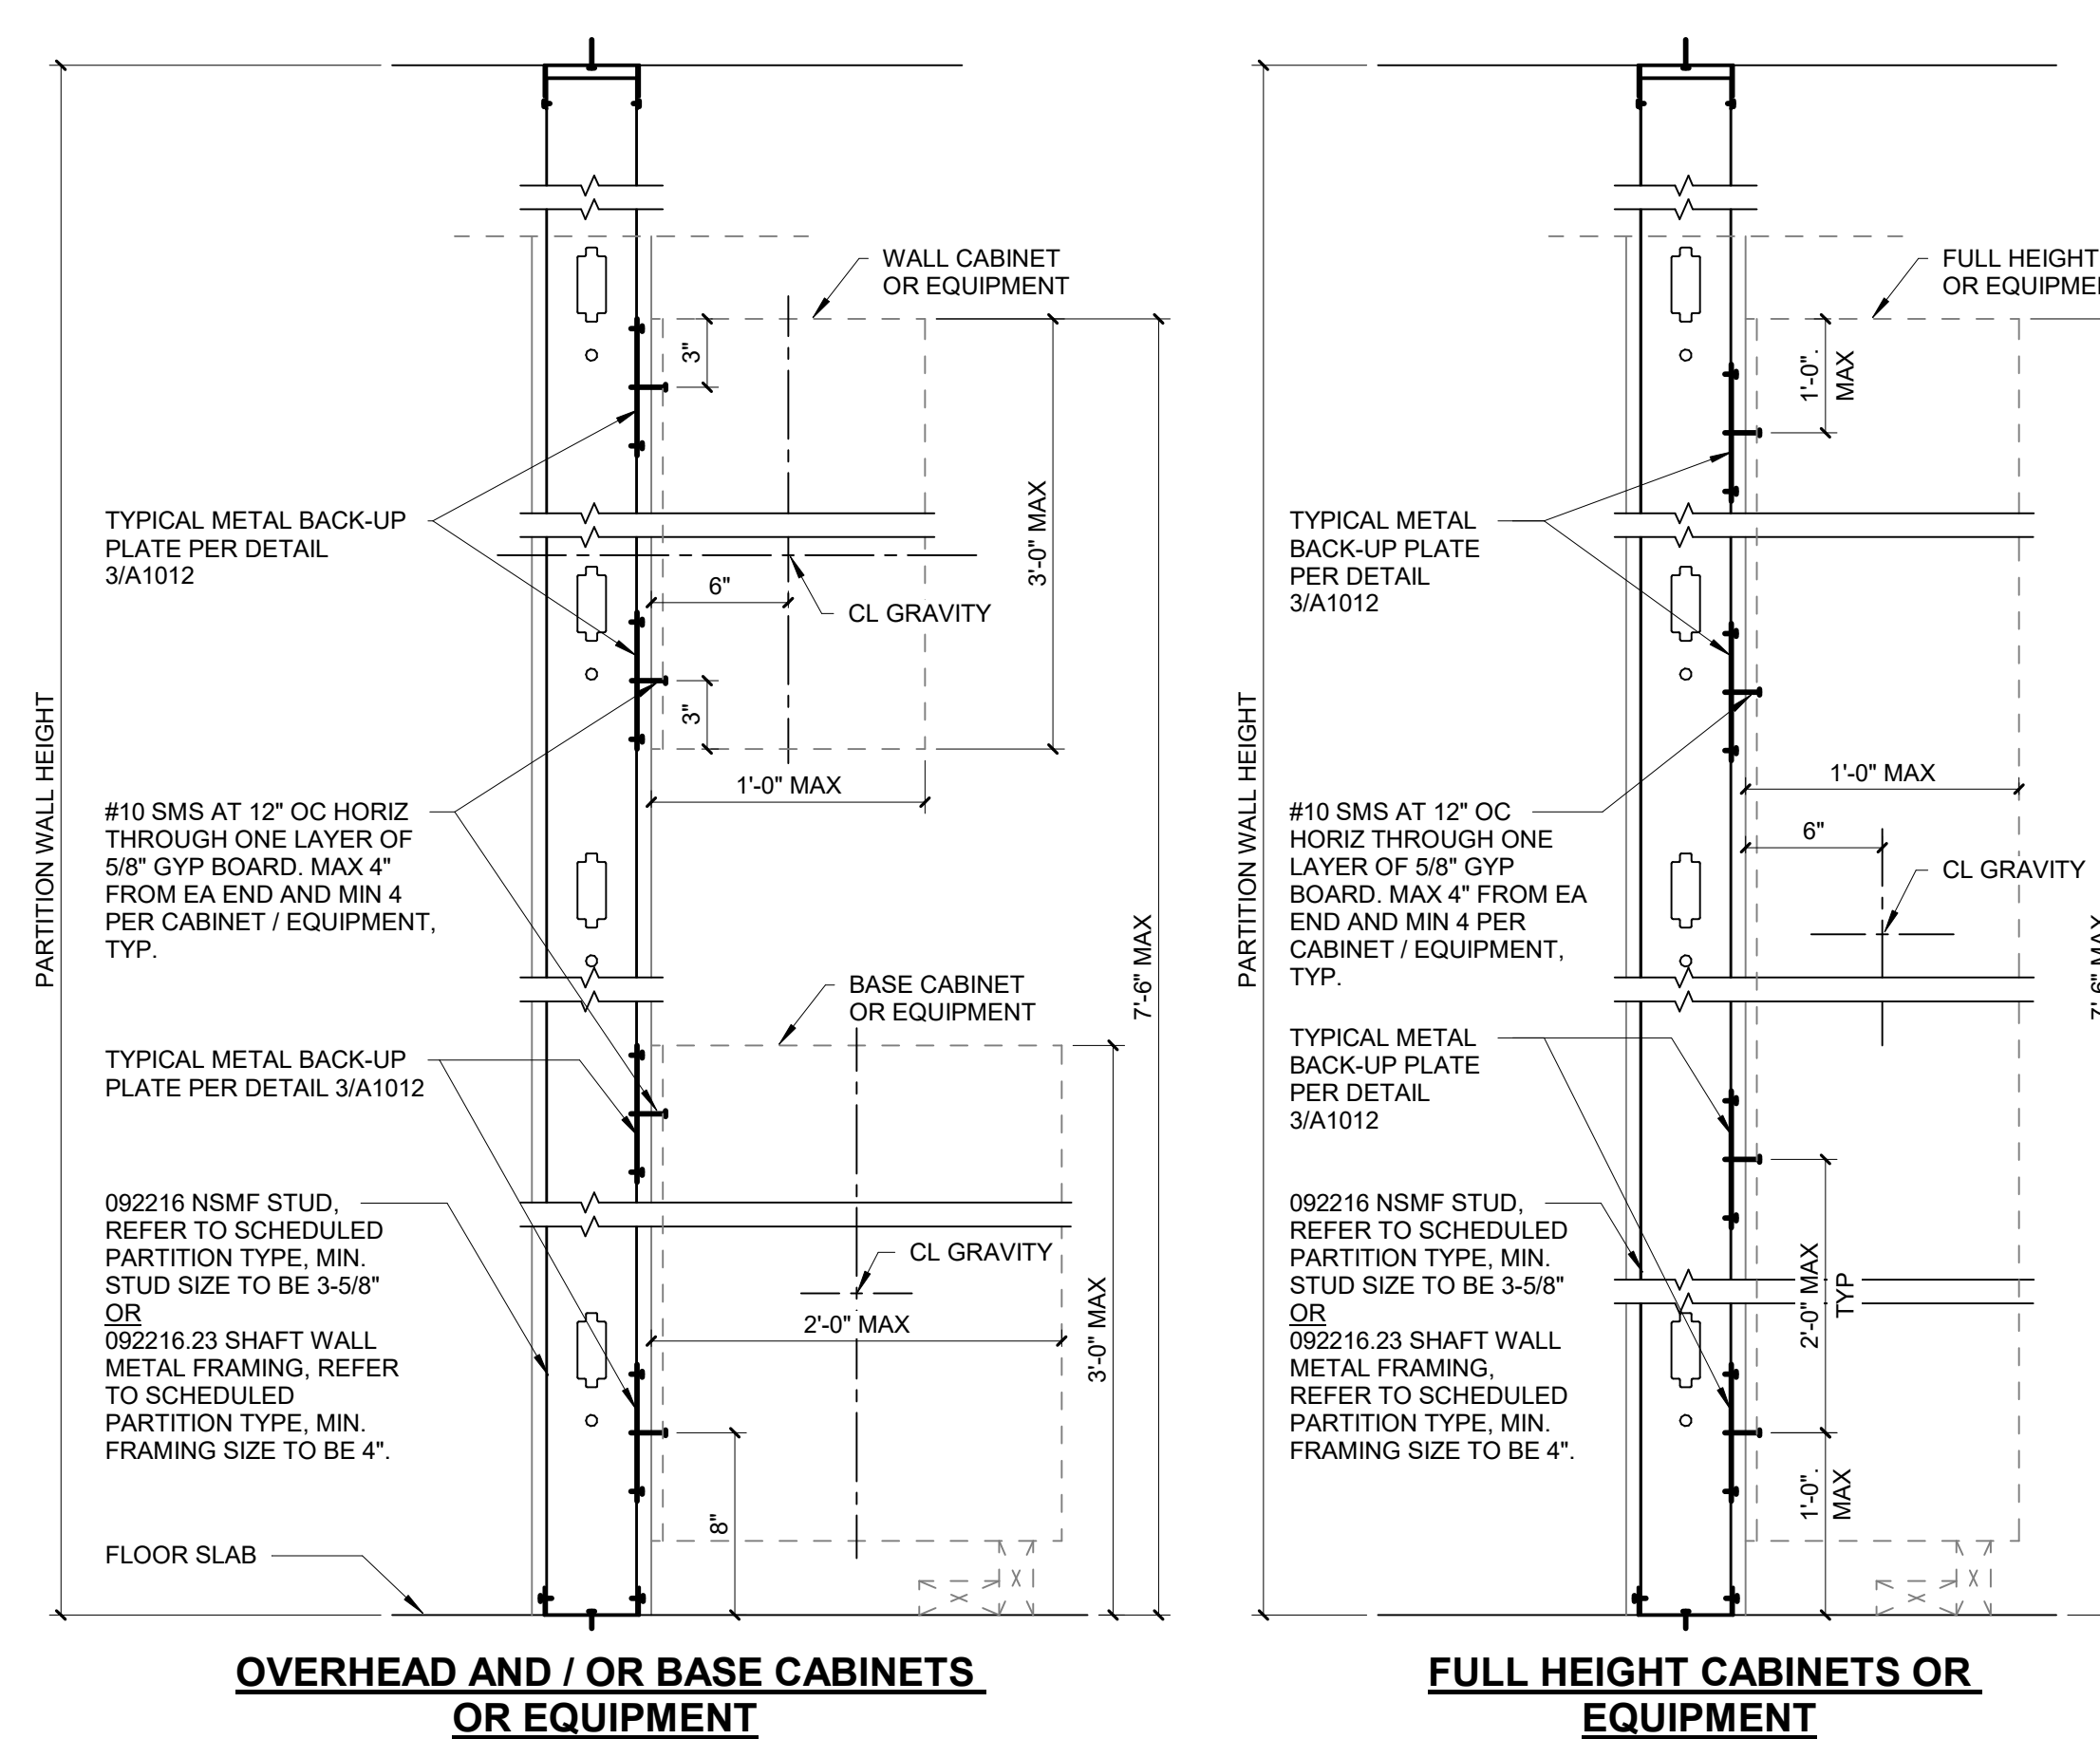 WALL CABINET
OR EQUIPMENT
3"
TYPICAL METAL BACK-UP
PLATE PER DETAIL
3/A1012
3'-0" MAX
6"
CL GRAVITY
3"
1'-0" MAX
PARTITION WALL HEIGHT
#10 SMS AT 12" OC HORIZ
THROUGH ONE LAYER OF
5/8" GYP BOARD. MAX 4"
FROM EA END AND MIN 4
PER CABINET / EQUIPMENT,
TYP.
7'-6" MAX
BASE CABINET
OR EQUIPMENT
TYPICAL METAL BACK-UP
PLATE PER DETAIL 3/A1012
092216 NSMF STUD,
REFER TO SCHEDULED
PARTITION TYPE, MIN.
STUD SIZE TO BE 3-5/8"
OR
092216.23 SHAFT WALL
METAL FRAMING, REFER
TO SCHEDULED
PARTITION TYPE, MIN.
FRAMING SIZE TO BE 4".
CL GRAVITY
2'-0" MAX
3'-0" MAX
8"
FLOOR SLAB
OVERHEAD AND / OR BASE CABINETS
OR EQUIPMENT
FULL HEIGHT
OR
1'-0".
MAX
TYPICAL METAL
BACK-UP PLATE
PER DETAIL
3/A1012
1'-0" MAX
6"
CL GRAVITY
PARTITION WALL HEIGHT
#10 SMS AT 12" OC
HORIZ THROUGH ONE
LAYER OF 5/8" GYP
BOARD. MAX 4" FROM EA
END AND MIN 4 PER
CABINET / EQUIPMENT,
TYP.
7'-6" MAX
TYPICAL METAL
BACK-UP PLATE
PER DETAIL
3/A1012
092216 NSMF STUD,
REFER TO SCHEDULED
PARTITION TYPE, MIN.
STUD SIZE TO BE 3-5/8"
OR
092216.23 SHAFT WALL
METAL FRAMING,
REFER TO SCHEDULED
PARTITION TYPE, MIN.
FRAMING SIZE TO BE 4".
2'-0" MAX
TYP
1'-0".
MAX
FULL HEIGHT CABINETS OR
EQUIPMENT